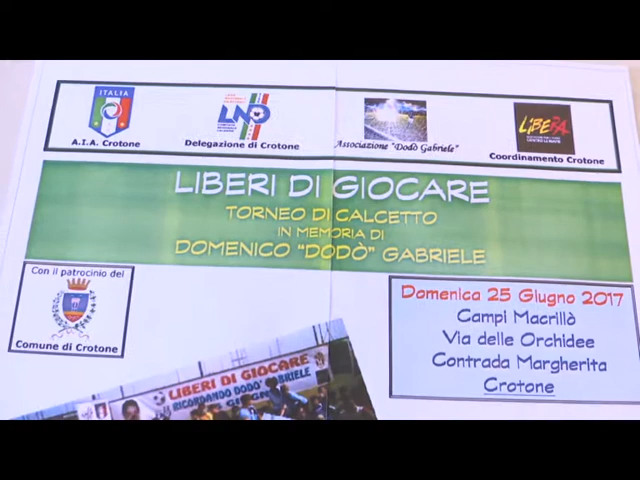 ITALIA
A.I.A. Crotone
LND
Delegazione di Crotone
Associazione "Dodò Gabriele"
LIBERA
Coordinamento Crotone
LIBERI DI GIOCARE
TORNEO DI CALCETTO
IN MEMORIA DI
DOMENICO "DODÒ" GABRIELE
Con il patrocinio del
Comune di Crotone
Domenica 25 Giugno 2017
Campi Macrillò
Via delle Orchidee
Contrada Margherita
Crotone
LIBERI DI GIOCARE
RICORDANDO DODO' GABRIELE